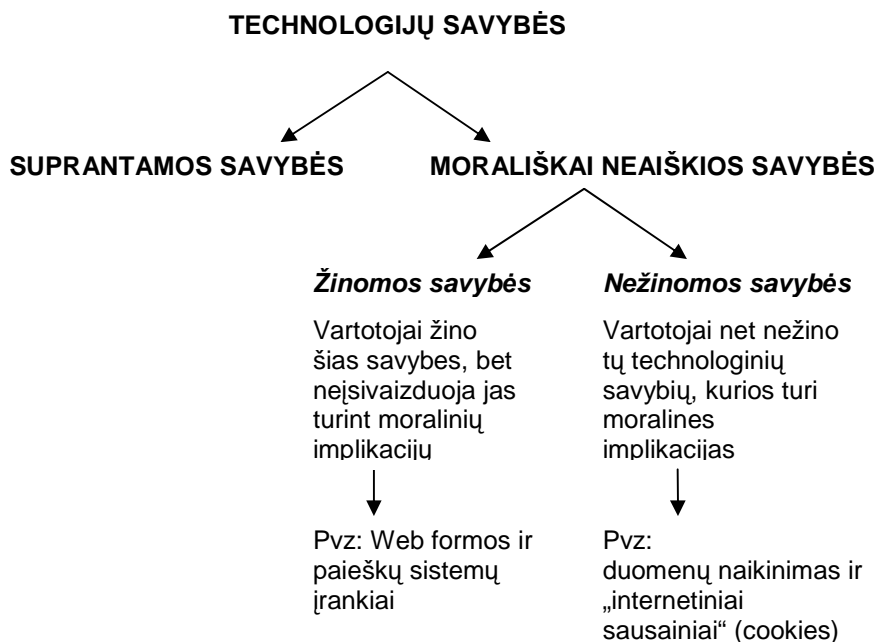 TECHNOLOGIJŲ SAVYBĖS
SUPRANTAMOS SAVYBĖS
MORALIŠKAI NEAIŠKIOS SAVYBĖS
Žinomos savybės
Vartotojai žino
šias savybes, bet
neįsivaizduoja jas
turint moralinių
implikacijų
Pvz: Web formos ir
paieškų sistemų
įrankiai
Nežinomos savybės
Vartotojai net nežino
tų technologinių
savybių, kurios turi
moralines
implikacijas
Pvz:
duomenų naikinimas ir
„internetiniai
sausainiai“ (cookies)